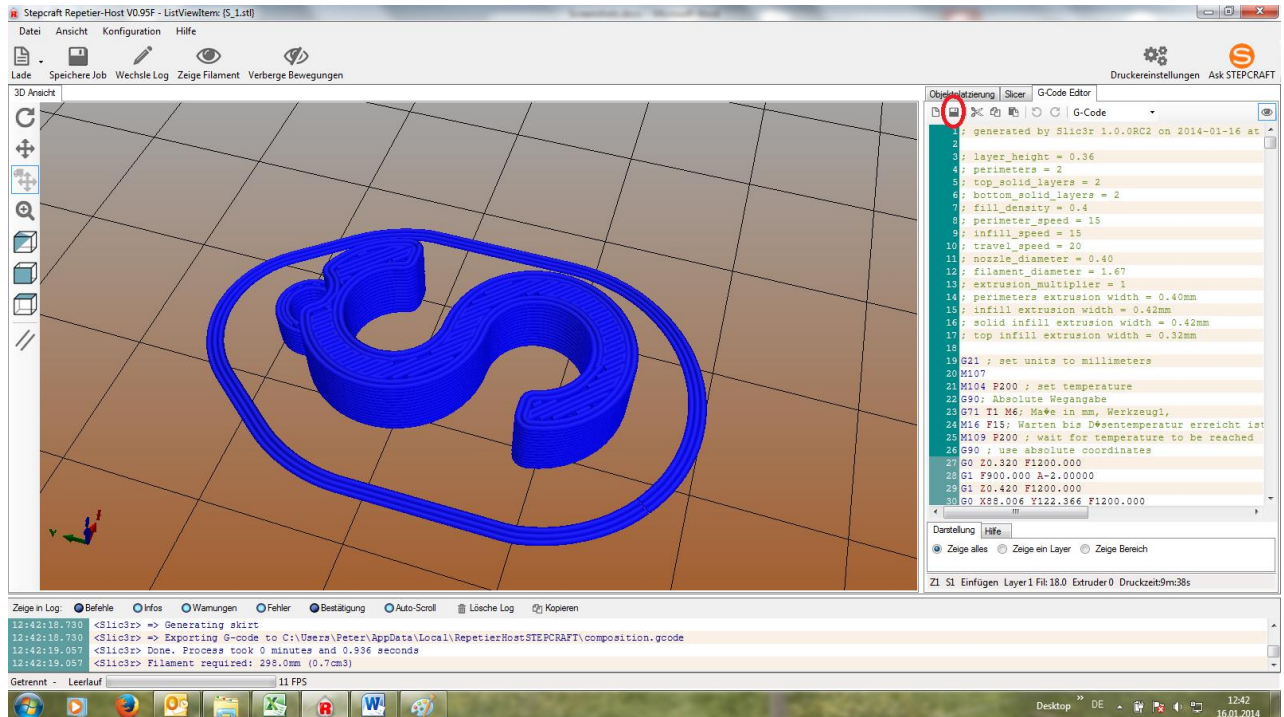 Stepcraft Repetier-Host V0.95F - ListViewItem: {S_1.stl}
Datei Ansicht Konfiguration Hilfe
Lade Speichere Job Wechsle Log Zeige Filament Verberge Bewegungen Druckereinstellungen Ask STEPCRAFT
3D Ansicht
Objektplatzierung Slicer G-Code Editor
G-Code
1 ; generated by Slic3r 1.0.0RC2 on 2014-01-16 at
2
3 ; layer_height = 0.36
4 ; perimeters = 2
5 ; top_solid_layers = 2
6 ; bottom_solid_layers = 2
7 ; fill_density = 0.4
8 ; perimeter_speed = 15
9 ; infill_speed = 15
10 ; travel_speed = 20
11 ; nozzle_diameter = 0.40
12 ; filament_diameter = 1.67
13 ; extrusion_multiplier = 1
14 ; perimeters extrusion width = 0.40mm
15 ; infill extrusion width = 0.42mm
16 ; solid infill extrusion width = 0.42mm
17 ; top infill extrusion width = 0.32mm
18
19 G21 ; set units to millimeters
20 M107
21 M104 P200 ; set temperature
22 G90; Absolute Wegangabe
23 G71 T1 M6; Ma�e in mm, Werkzeug1,
24 M16 F15; Warten bis D�sentemperatur erreicht ist
25 M109 P200 ; wait for temperature to be reached
26 G90 ; use absolute coordinates
27 G0 Z0.320 F1200.000
28 G1 F900.000 A-2.00000
29 G1 Z0.420 F1200.000
30 G0 X88.006 Y122.366 F1200.000
Darstellung Hilfe
Zeige alles Zeige ein Layer Zeige Bereich
Z1 S1 Einfügen Layer 1 Fil: 18.0 Extruder 0 Druckzeit:9m:38s
Y
Zeige in Log: Befehle Infos Warnungen Fehler Bestätigung Auto-Scroll Lösche Log Kopieren
12:42:18.730 <Slic3r> => Generating skirt
12:42:18.730 <Slic3r> => Exporting G-code to C:\Users\Peter\AppData\Local\RepetierHostSTEPCRAFT\composition.gcode
12:42:19.057 <Slic3r> Done. Process took 0 minutes and 0.936 seconds
12:42:19.057 <Slic3r> Filament required: 298.0mm (0.7cm3)
Getrennt - Leerlauf 11 FPS
Desktop » DE 12:42
16.01.2014